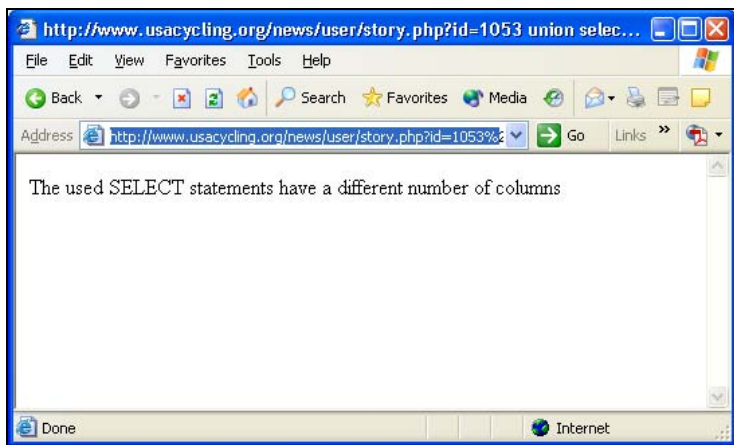 http://www.usacycling.org/news/user/story.php?id=1053 union selec...
File Edit View Favorites Tools Help
Back Search Favorites Media
Address http://www.usacycling.org/news/user/story.php?id=1053%2 Go Links »
The used SELECT statements have a different number of columns
Done Internet